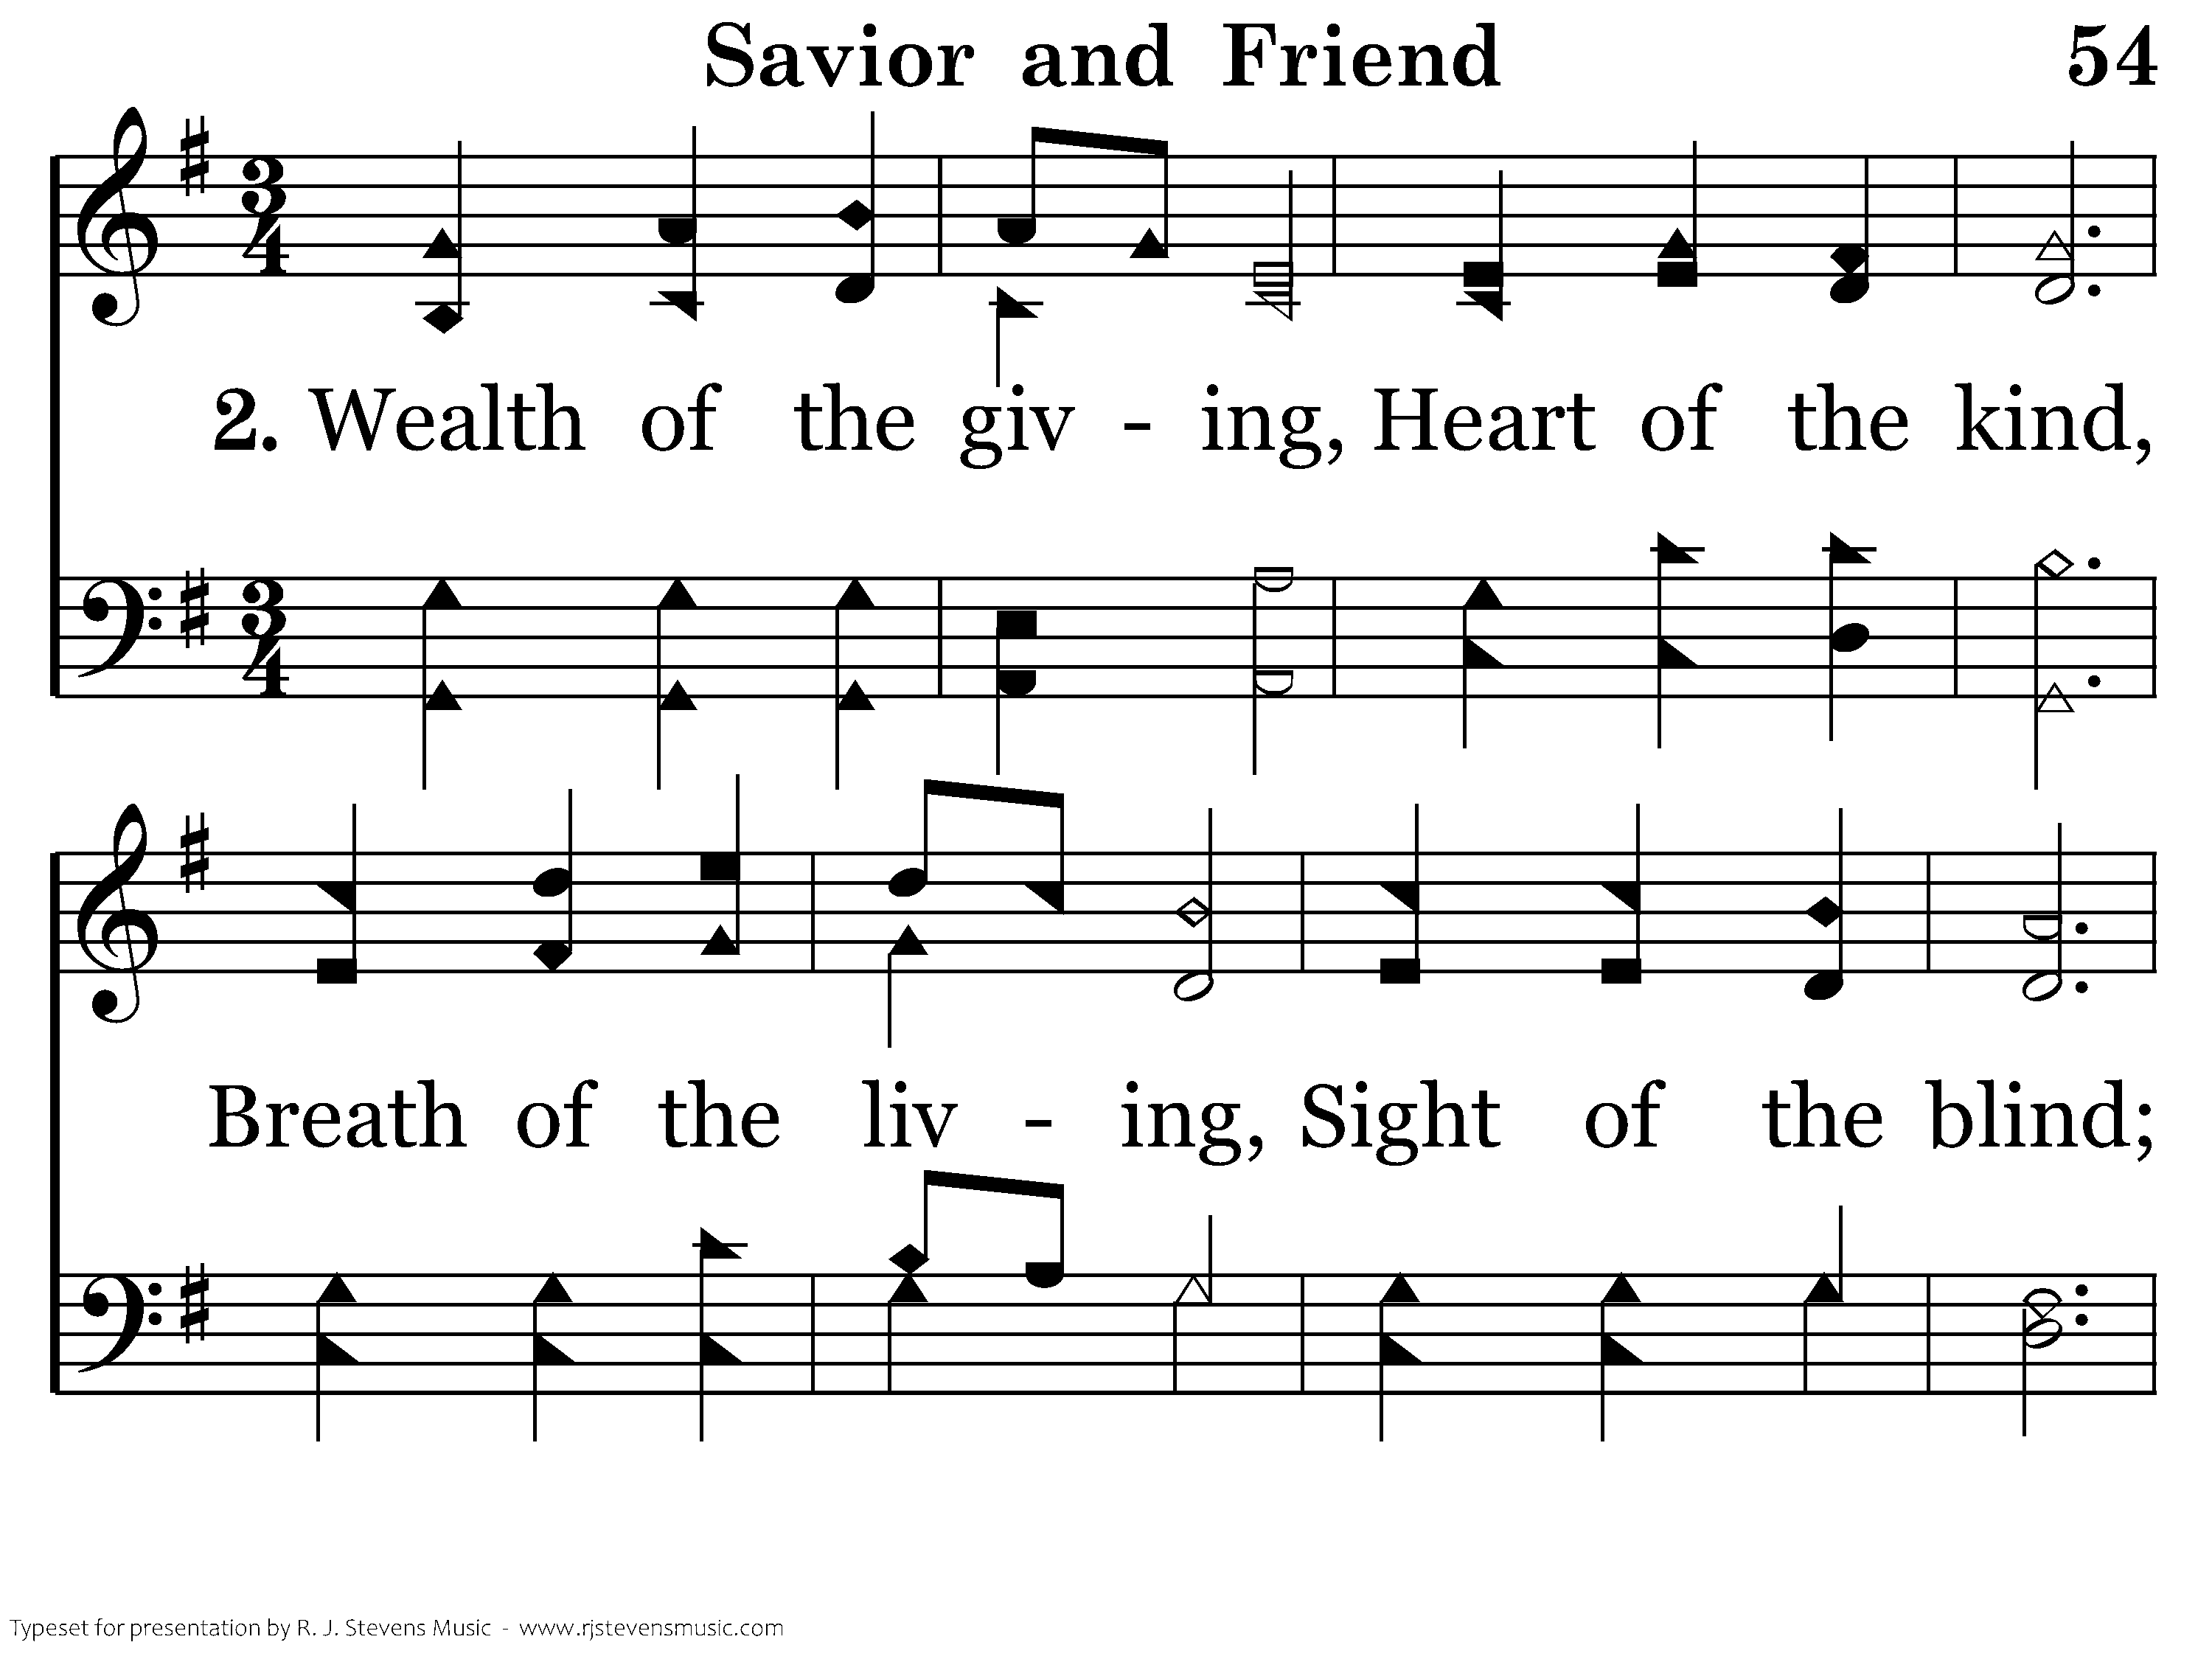 Savior and Friend 54
2. Wealth of the giv - ing, Heart of the kind,
Breath of the liv - ing, Sight of the blind;
Typeset for presentation by R. J. Stevens Music - www.rjstevensmusic.com